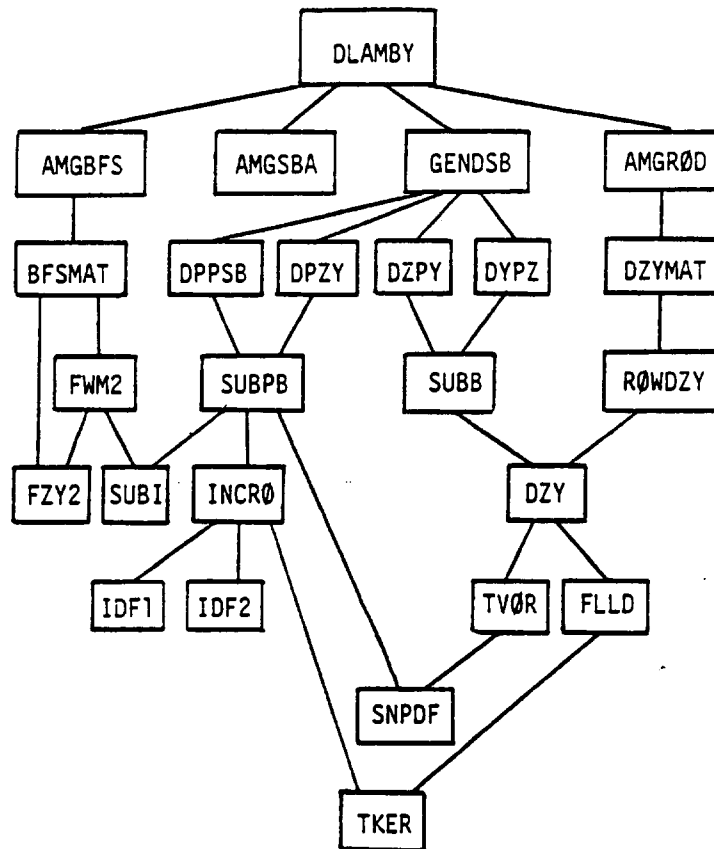 DLAMBY
AMGBFS AMGSBA GENDSB AMGRØD
BFSMAT DPPSB DPZY DZPY DYPZ DZYMAT
FWM2 SUBPB SUBB RØWDZY
FZY2 SUBI INCRØ DZY
IDF1 IDF2 TVØR FLLD
SNPDF
TKER